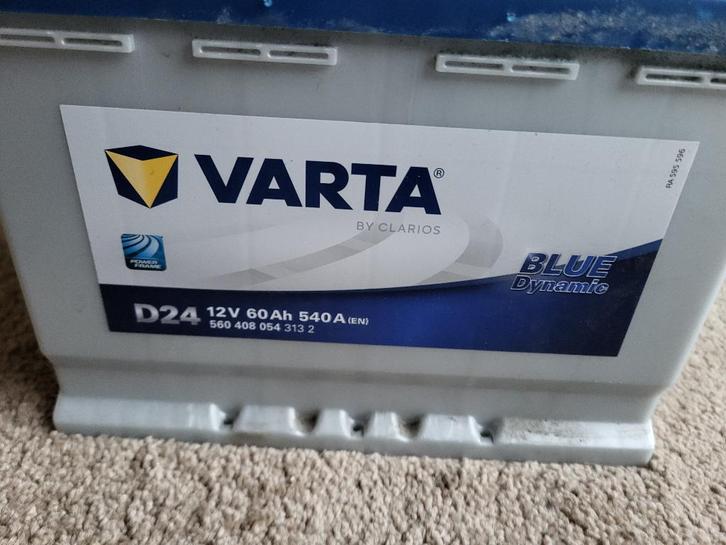 VARTA®
BY CLARIOS
POWER
FRAME
BLUE
Dynamic
D24 12V 60Ah 540A (EN)
560 408 054 313 2
RA 595 596